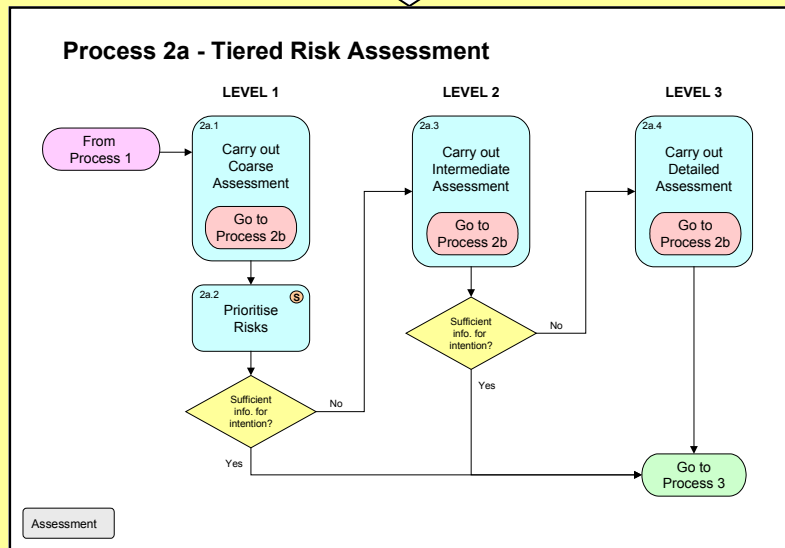 Process 2a - Tiered Risk Assessment
LEVEL 1
LEVEL 2
LEVEL 3
From
Process 1
2a.1
Carry out
Coarse
Assessment
Go to
Process 2b
2a.2
S
Prioritise
Risks
Sufficient
info. for
intention?
No
Yes
2a.3
Carry out
Intermediate
Assessment
Go to
Process 2b
Sufficient
info. for
intention?
No
Yes
2a.4
Carry out
Detailed
Assessment
Go to
Process 2b
Go to
Process 3
Assessment